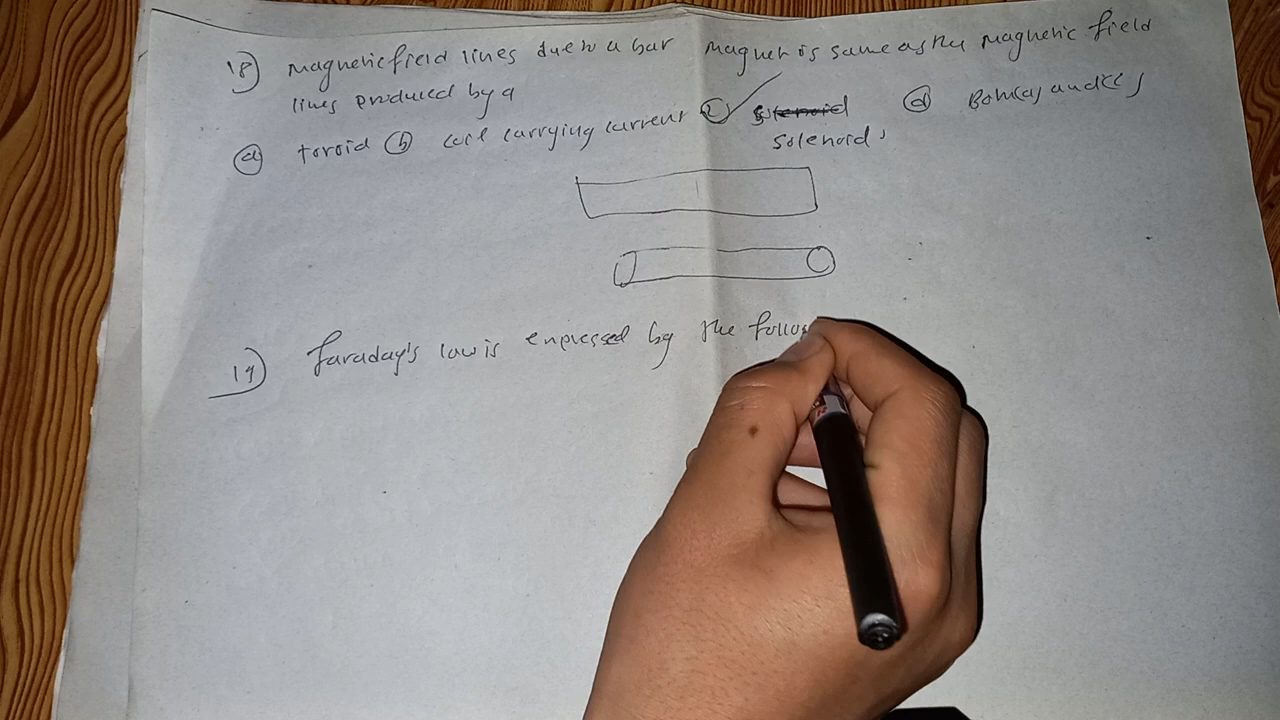 18) Magnetic field lines due to a bar magnet is same as the magnetic field
lines produced by a
(a) toroid (b) coil carrying current (c) ✓ solenoid (d) Both (a) and (c)
solenoid
19) Faraday's law is expressed by the follow